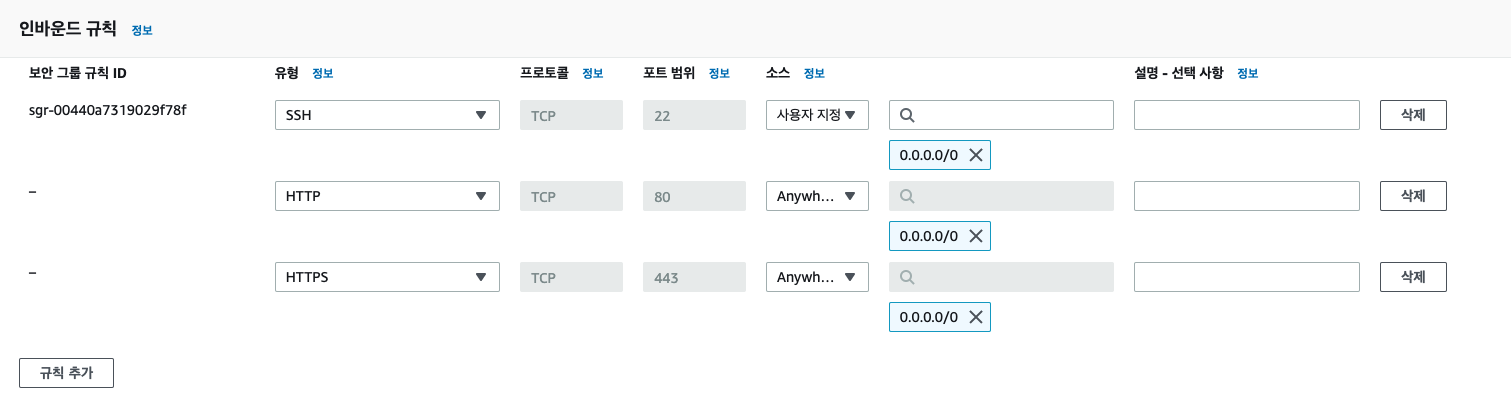 인바운드 규칙 정보
보안 그룹 규칙 ID 유형 정보 프로토콜 정보 포트 범위 정보 소스 정보 설명 - 선택 사항 정보
sgr-00440a7319029f78f SSH TCP 22 사용자 지정 삭제
0.0.0.0/0
– HTTP TCP 80 Anywh... 삭제
0.0.0.0/0
– HTTPS TCP 443 Anywh... 삭제
0.0.0.0/0
규칙 추가